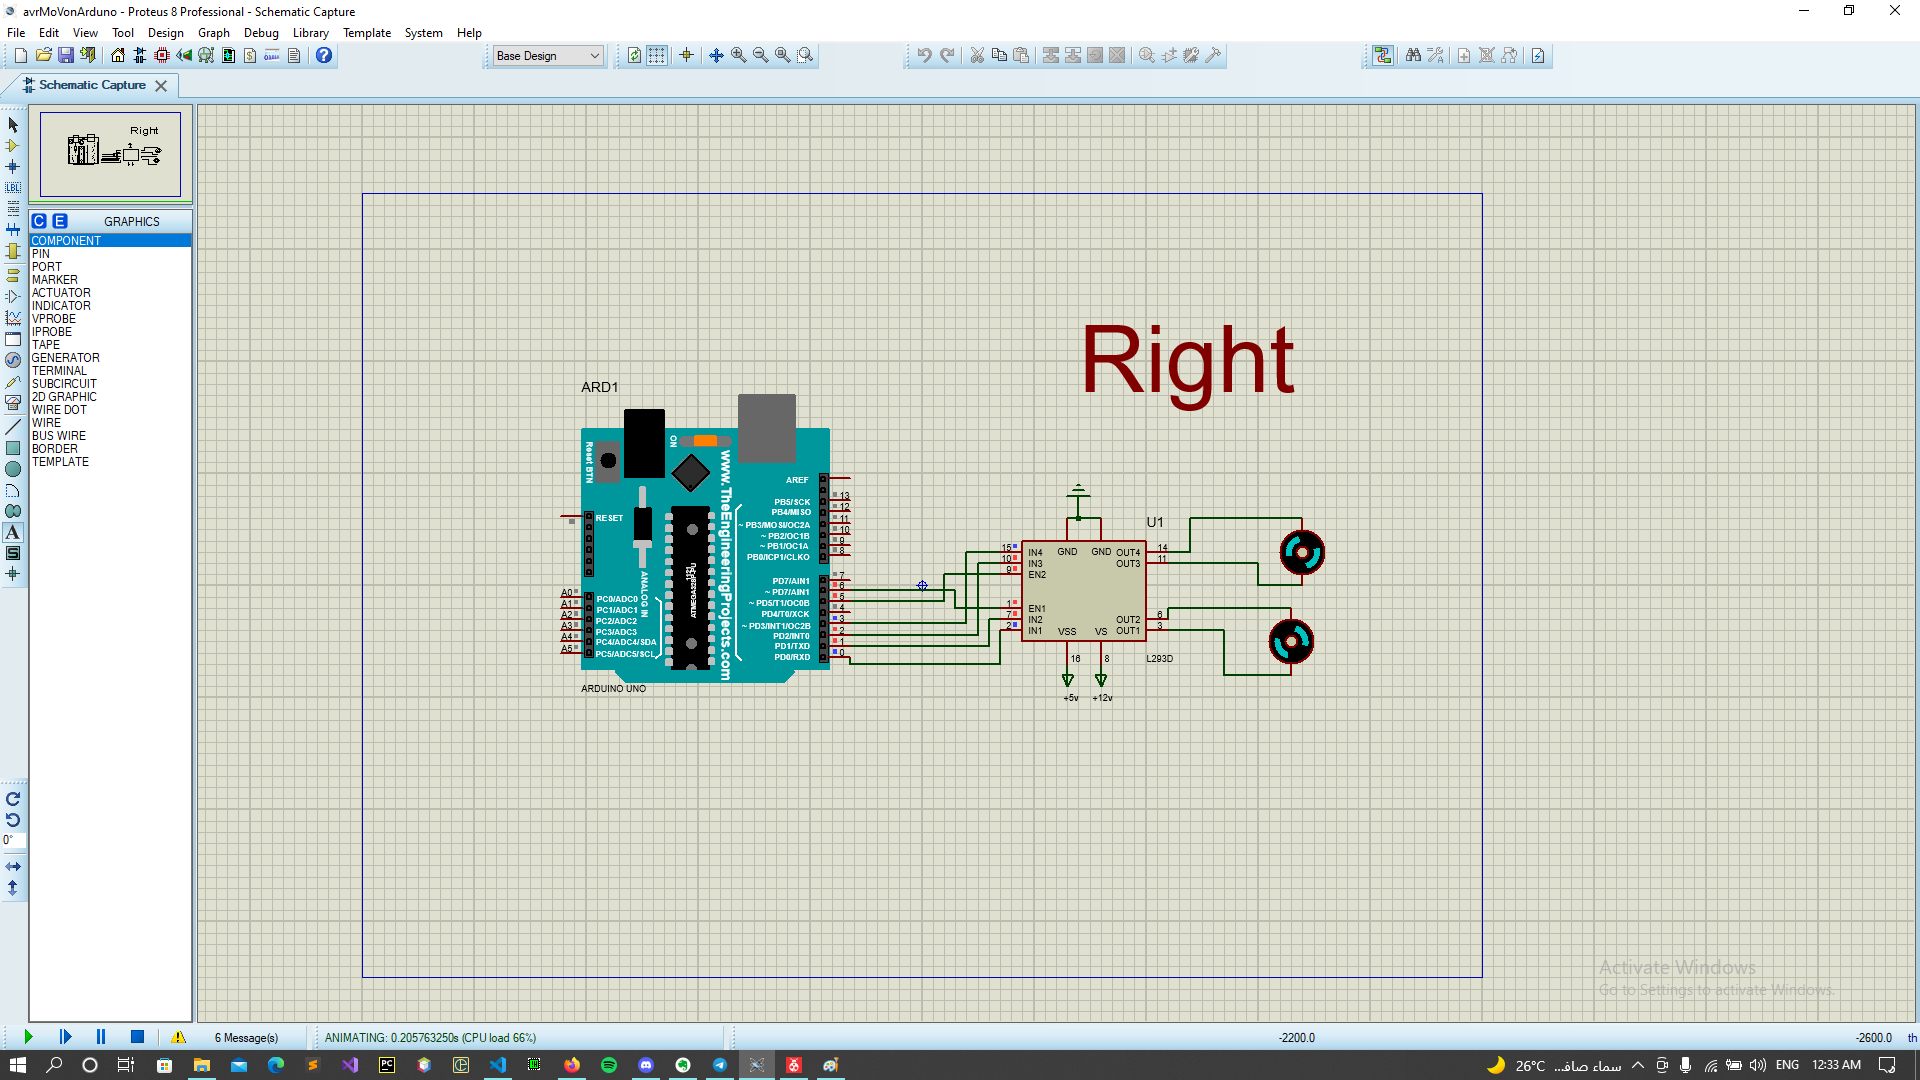 avrMoVonArduno - Proteus 8 Professional - Schematic Capture
File Edit View Tool Design Graph Debug Library Template System Help
Base Design
Schematic Capture
Right
C E GRAPHICS
COMPONENT
PIN
PORT
MARKER
ACTUATOR
INDICATOR
VPROBE
IPROBE
TAPE
GENERATOR
TERMINAL
SUBCIRCUIT
2D GRAPHIC
WIRE DOT
WIRE
BUS WIRE
BORDER
TEMPLATE
LBL
A
S
0°
Right
ARD1
Reset BTN
ON
www.TheEngineeringProjects.com
RESET
ANALOG IN
AREF
PB5/SCK 13
PB4/MISO 12
~ PB3/MOSI/OC2A 11
~ PB2/OC1B 10
~ PB1/OC1A 9
PB0/ICP1/CLKO 8
PD7/AIN1 7
~ PD7/AIN1 6
~ PD5/T1/OC0B 5
PD4/T0/XCK 4
~ PD3/INT1/OC2B 3
PD2/INT0 2
PD1/TXD 1
PD0/RXD 0
A0 PC0/ADC0
A1 PC1/ADC1
A2 PC2/ADC2
A3 PC3/ADC3
A4 PC4/ADC4/SDA
A5 PC5/ADC5/SCL
ARDUINO UNO
U1
15 IN4 GND GND OUT4 14
10 IN3 OUT3 11
9 EN2
1 EN1
7 IN2 OUT2 6
2 IN1 VSS VS OUT1 3
16 8 L293D
+5v +12v
Activate Windows
Go to Settings to activate Windows.
6 Message(s) ANIMATING: 0.205763250s (CPU load 66%) -2200.0 -2600.0 th
PC
26°C سماء صافـ... ENG 12:33 AM